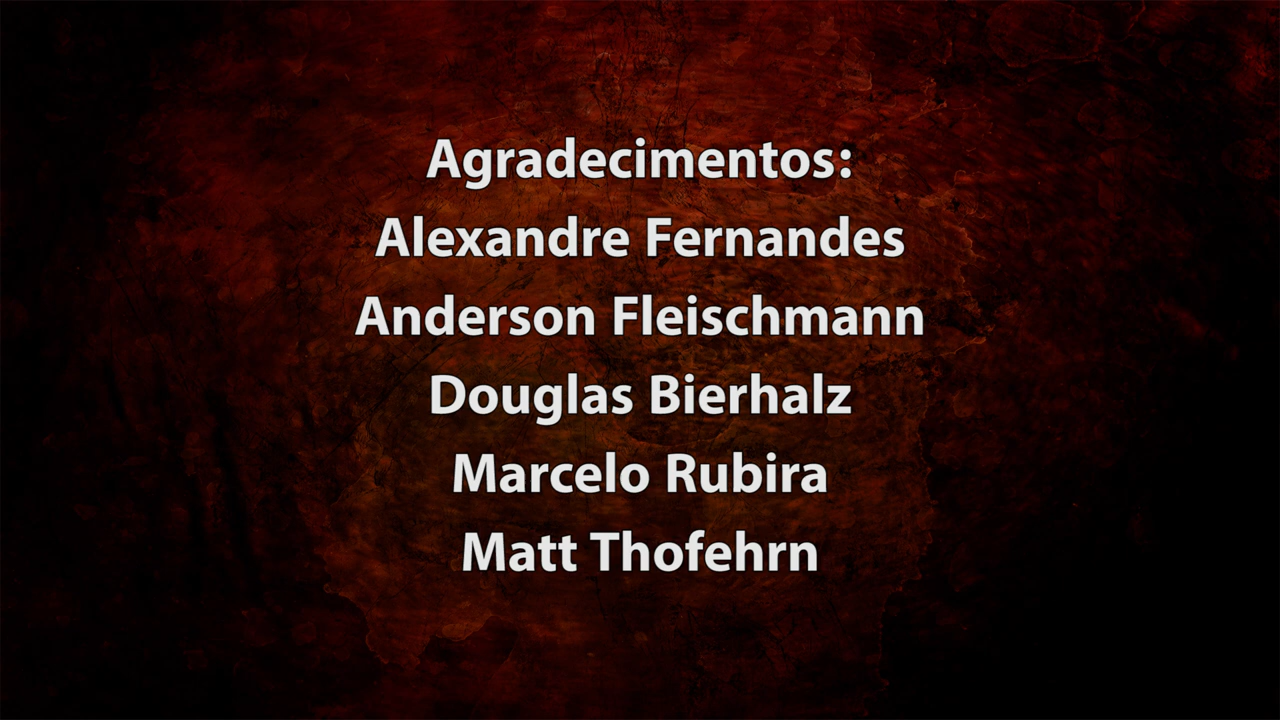 Agradecimentos:
Alexandre Fernandes
Anderson Fleischmann
Douglas Bierhalz
Marcelo Rubira
Matt Thofehrn